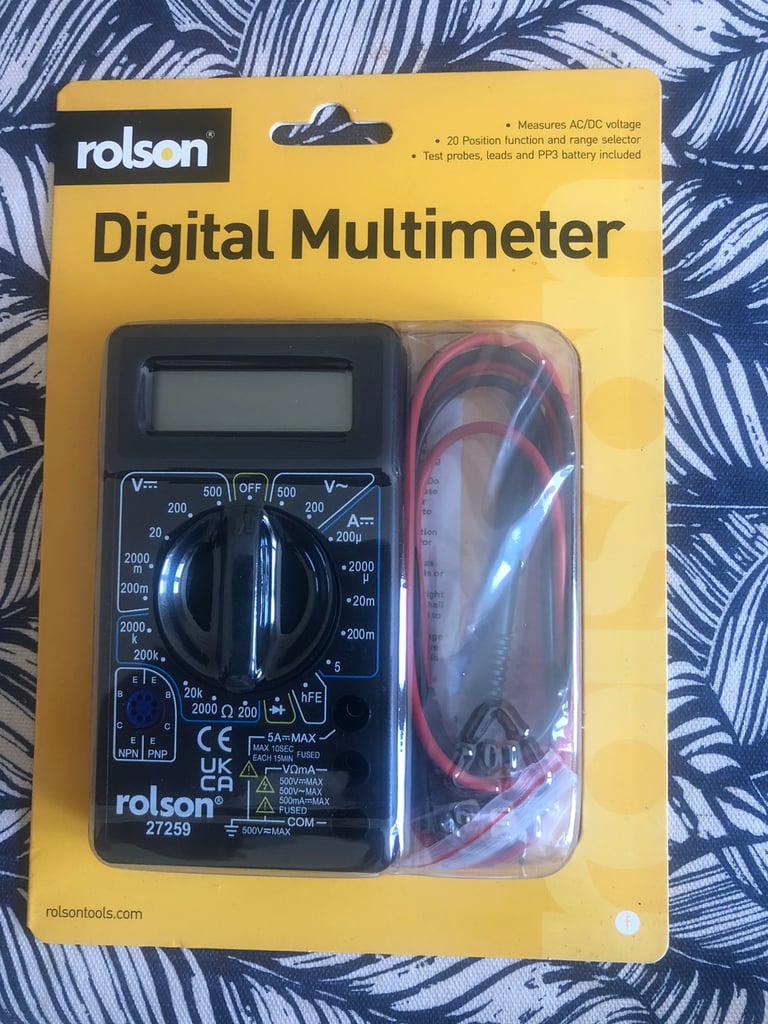 rolson®
• Measures AC/DC voltage
• 20 Position function and range selector
• Test probes, leads and PP3 battery included
Digital Multimeter
V⎓ 500 OFF 500 V~
200 200 A⎓
20 200µ
2000 m 2000 µ
200m 20m
2000 k 200m
200k 5
20k 2000 Ω 200 hFE
E E
B B
C C
E E
NPN PNP
CE
UK
CA
5A⎓MAX
MAX 10SEC
EACH 15MIN FUSED
VΩmA
500V⎓MAX
500V~MAX
500mA⎓MAX
FUSED
COM
500V≂MAX
rolson®
27259
rolsontools.com
f